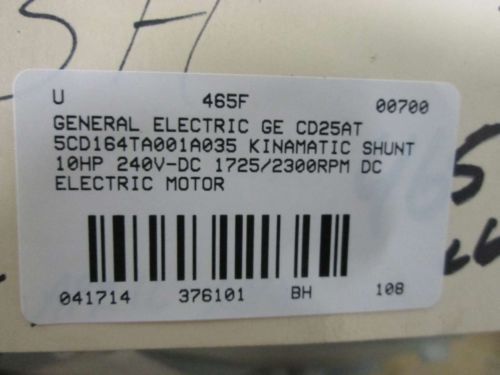 U 465F 00700
GENERAL ELECTRIC GE CD25AT
5CD164TA001A035 KINAMATIC SHUNT
10HP 240V-DC 1725/2300RPM DC
ELECTRIC MOTOR
041714 376101 BH 108